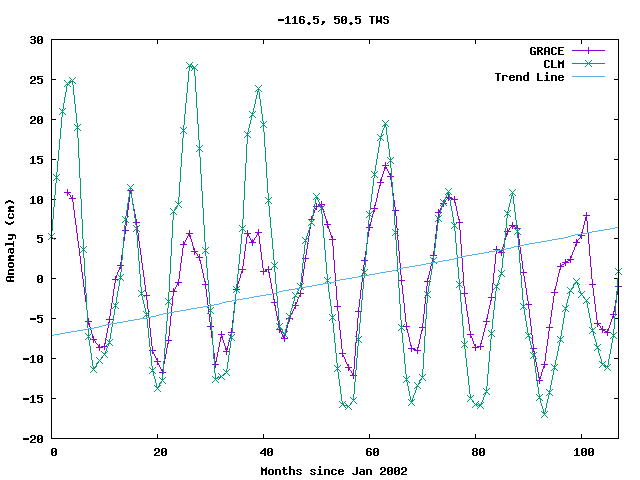 -116.5, 50.5 TWS
GRACE
CLM
Trend Line
30
25
20
15
10
5
0
-5
-10
-15
-20
Anomaly (cm)
0 20 40 60 80 100
Months since Jan 2002